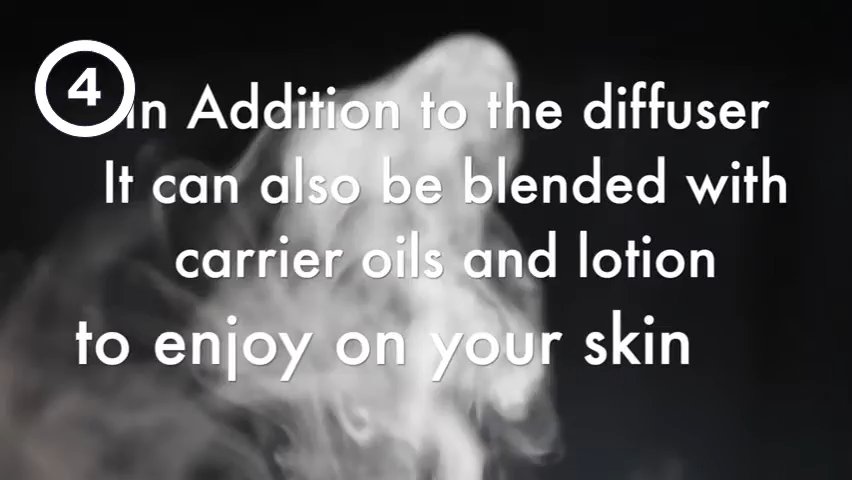 4
In Addition to the diffuser
It can also be blended with
carrier oils and lotion
to enjoy on your skin